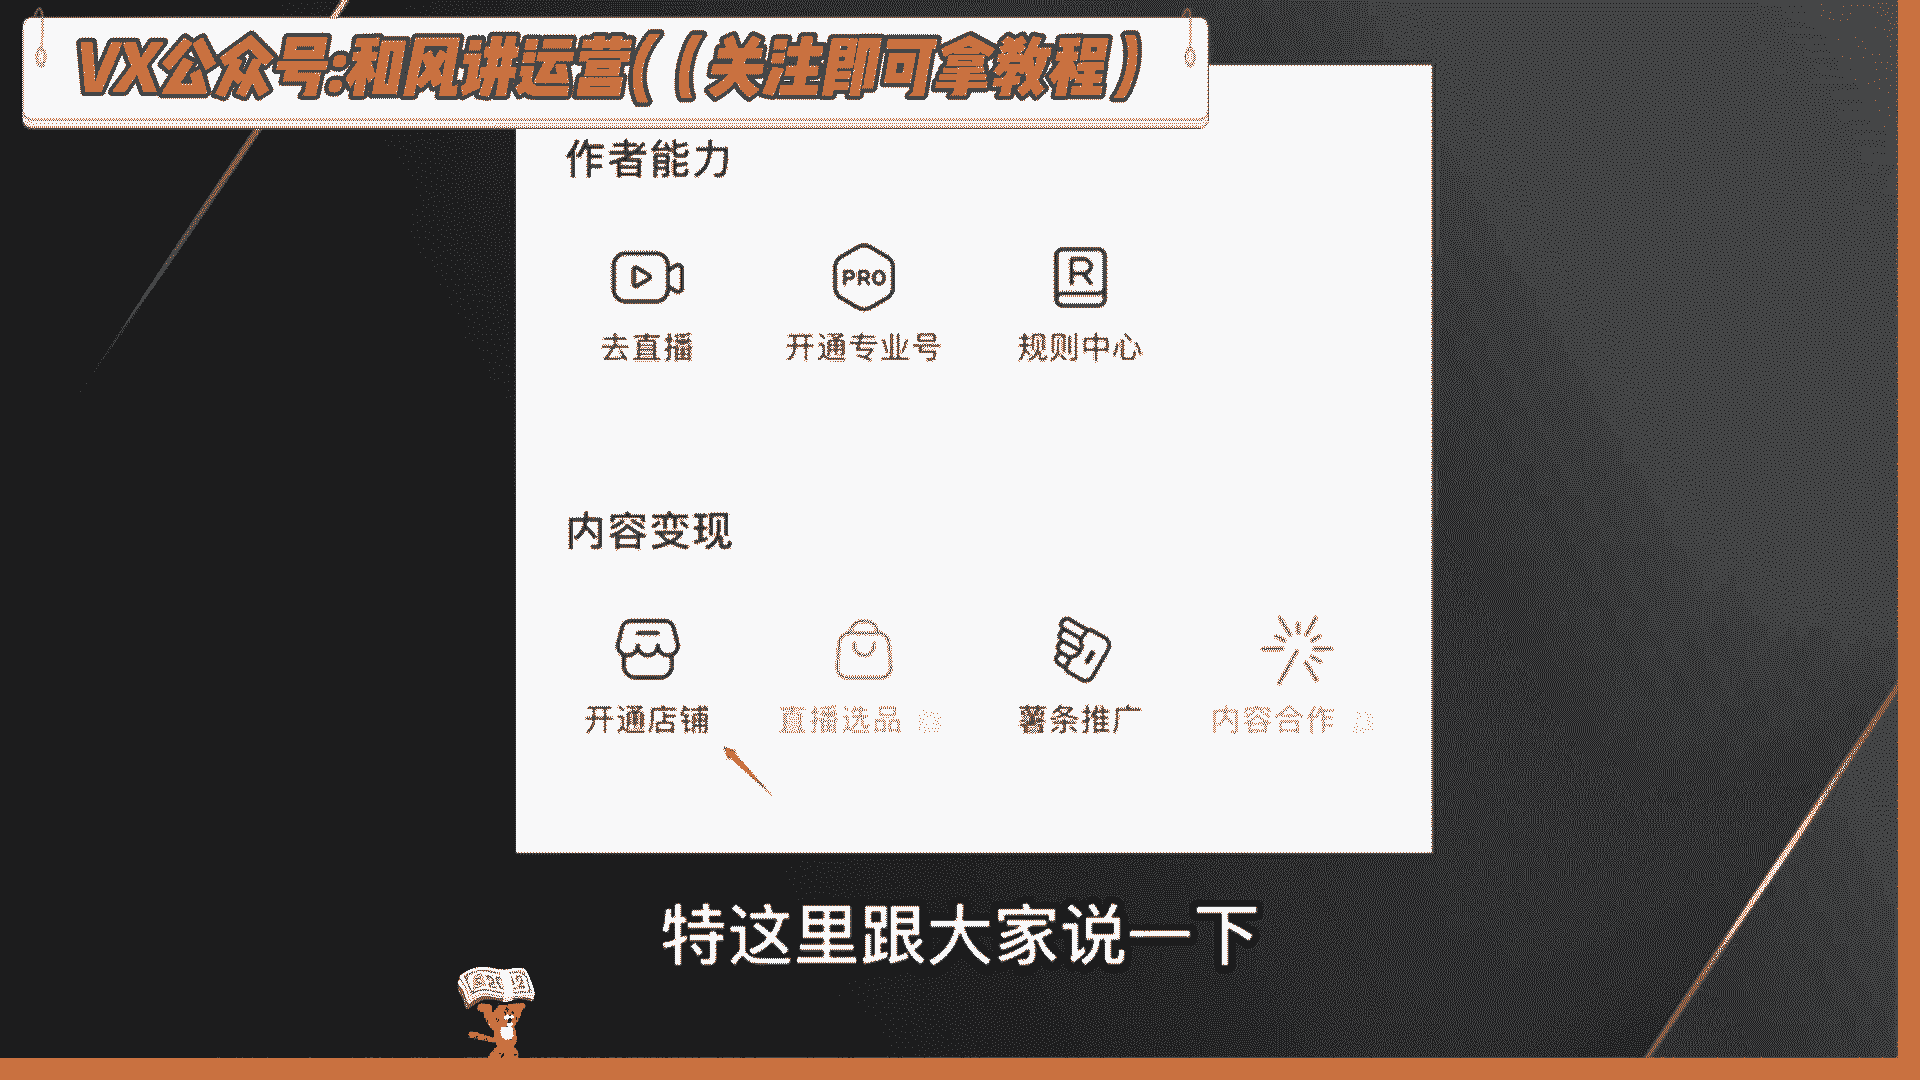 VX公众号:和风讲运营((关注即可拿教程)
作者能力
PRO
R
去直播 开通专业号 规则中心
内容变现
开通店铺 直播选品 薯条推广 内容合作
特这里跟大家说一下